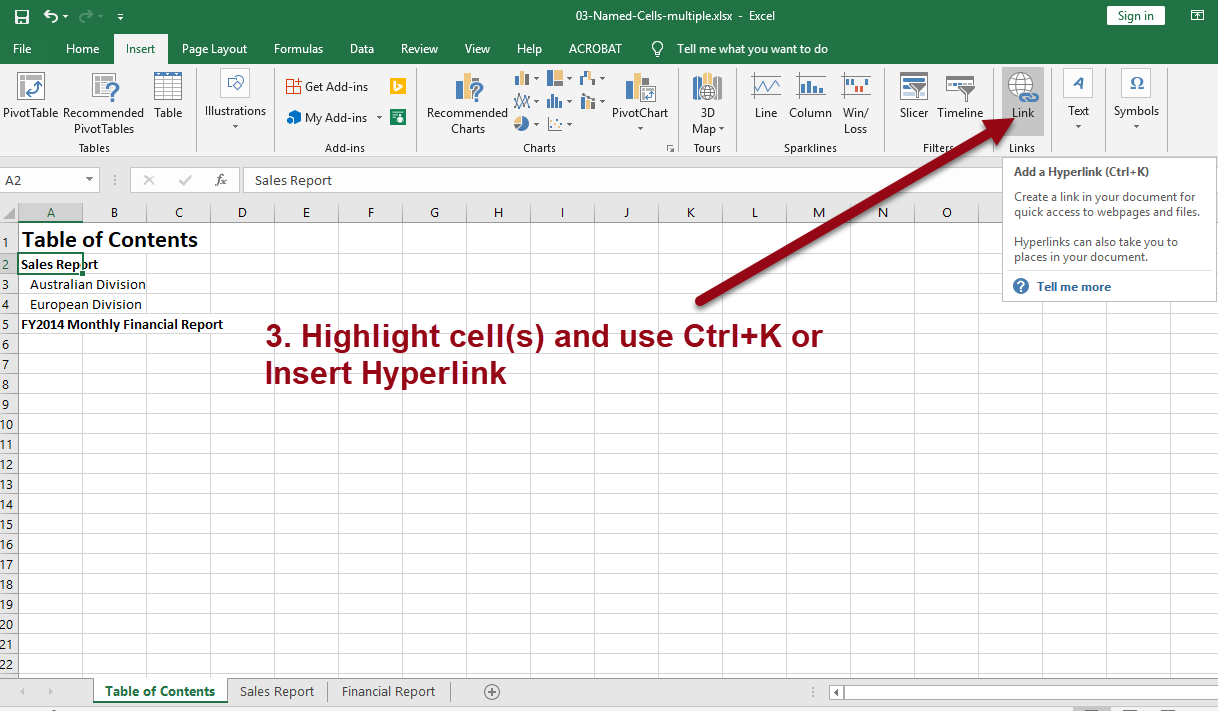 03-Named-Cells-multiple.xlsx - Excel
Sign in
File Home Insert Page Layout Formulas Data Review View Help ACROBAT Tell me what you want to do
PivotTable
Recommended
PivotTables
Table
Tables
Illustrations
Get Add-ins
My Add-ins
Add-ins
Recommended
Charts
PivotChart
Charts
3D
Map
Tours
Line
Column
Win/
Loss
Sparklines
Slicer
Timeline
Filters
Link
Links
A
Text
Ω
Symbols
A2
fx
Sales Report
Add a Hyperlink (Ctrl+K)
Create a link in your document for
quick access to webpages and files.
Hyperlinks can also take you to
places in your document.
? Tell me more
A B C D E F G H I J K L M N O
1 Table of Contents
2 Sales Report
3 Australian Division
4 European Division
5 FY2014 Monthly Financial Report
3. Highlight cell(s) and use Ctrl+K or
Insert Hyperlink
6
7
8
9
10
11
12
13
14
15
16
17
18
19
20
21
22
Table of Contents Sales Report Financial Report